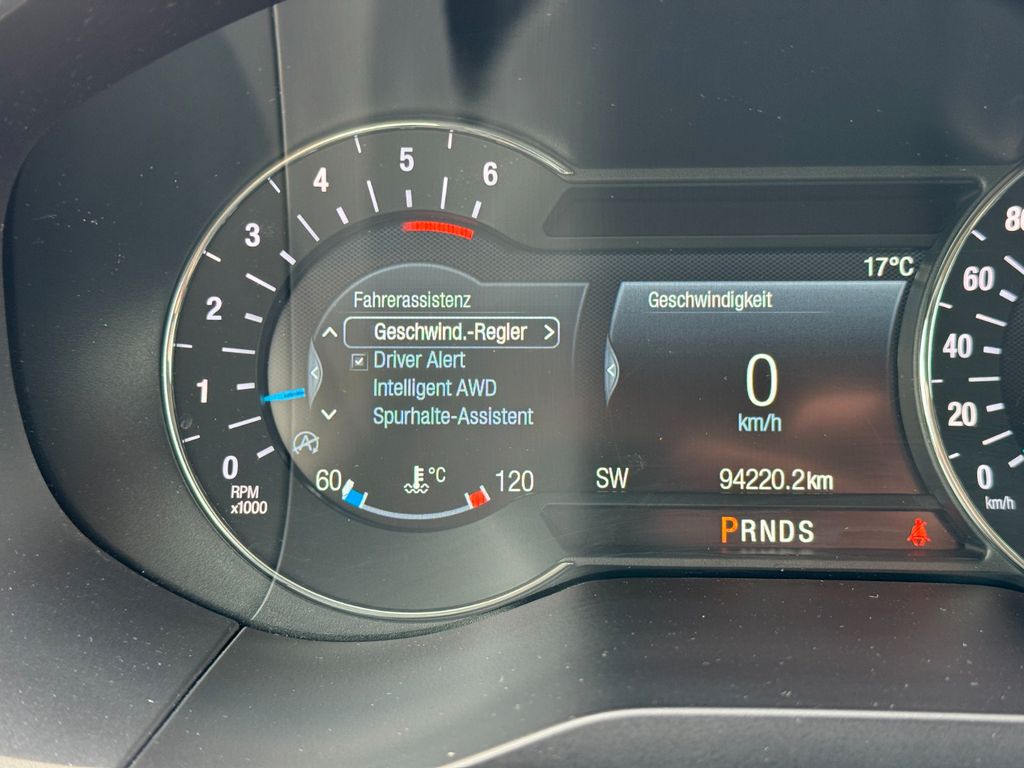 0
1
2
3
4
5
6
RPM
x1000
Fahrerassistenz
Geschwind.-Regler >
Driver Alert
Intelligent AWD
Spurhalte-Assistent
60
°C
120
17°C
Geschwindigkeit
0
km/h
SW
94220.2km
PRNDS
80
60
40
20
0
km/h